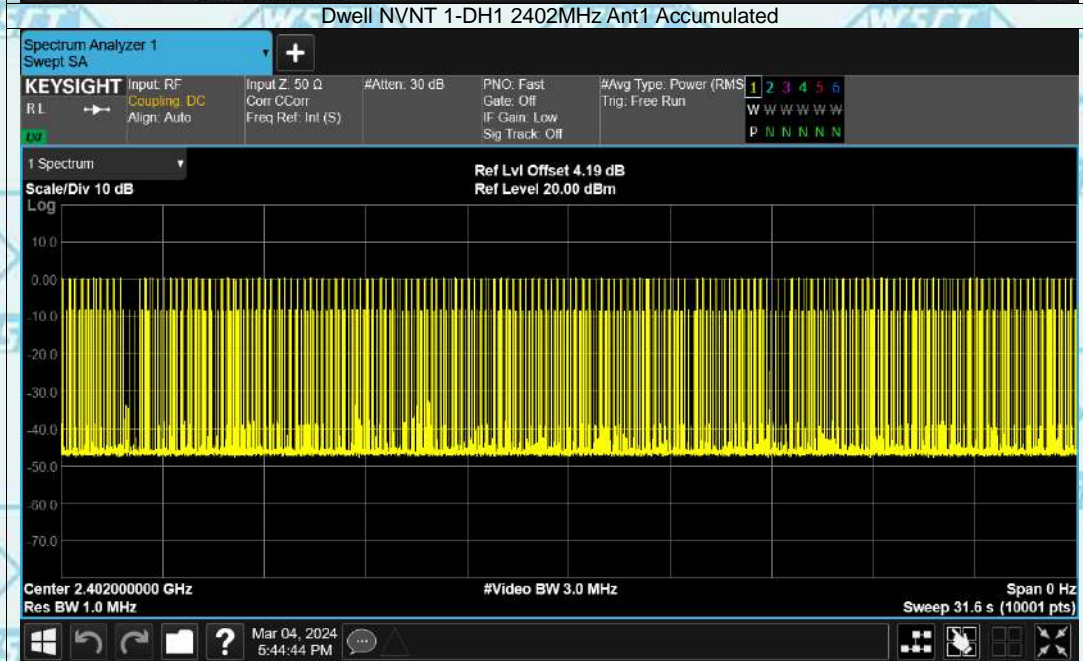 Dwell NVNT 1-DH1 2402MHz Ant1 Accumulated
Spectrum Analyzer 1
Swept SA
KEYSIGHT
RL
Input: RF
Coupling: DC
Align: Auto
LXI
Input Z: 50 Ω
Corr CCorr
Freq Ref: Int (S)
#Atten: 30 dB
PNO: Fast
Gate: Off
IF Gain: Low
Sig Track: Off
#Avg Type: Power (RMS
Trig: Free Run
1 2 3 4 5 6
W W W W W W
P N N N N N
1 Spectrum
Scale/Div 10 dB
Ref Lvl Offset 4.19 dB
Ref Level 20.00 dBm
Log
10.0
0.00
-10.0
-20.0
-30.0
-40.0
-50.0
-60.0
-70.0
Center 2.402000000 GHz
Res BW 1.0 MHz
#Video BW 3.0 MHz
Span 0 Hz
Sweep 31.6 s (10001 pts)
?
Mar 04, 2024
5:44:44 PM